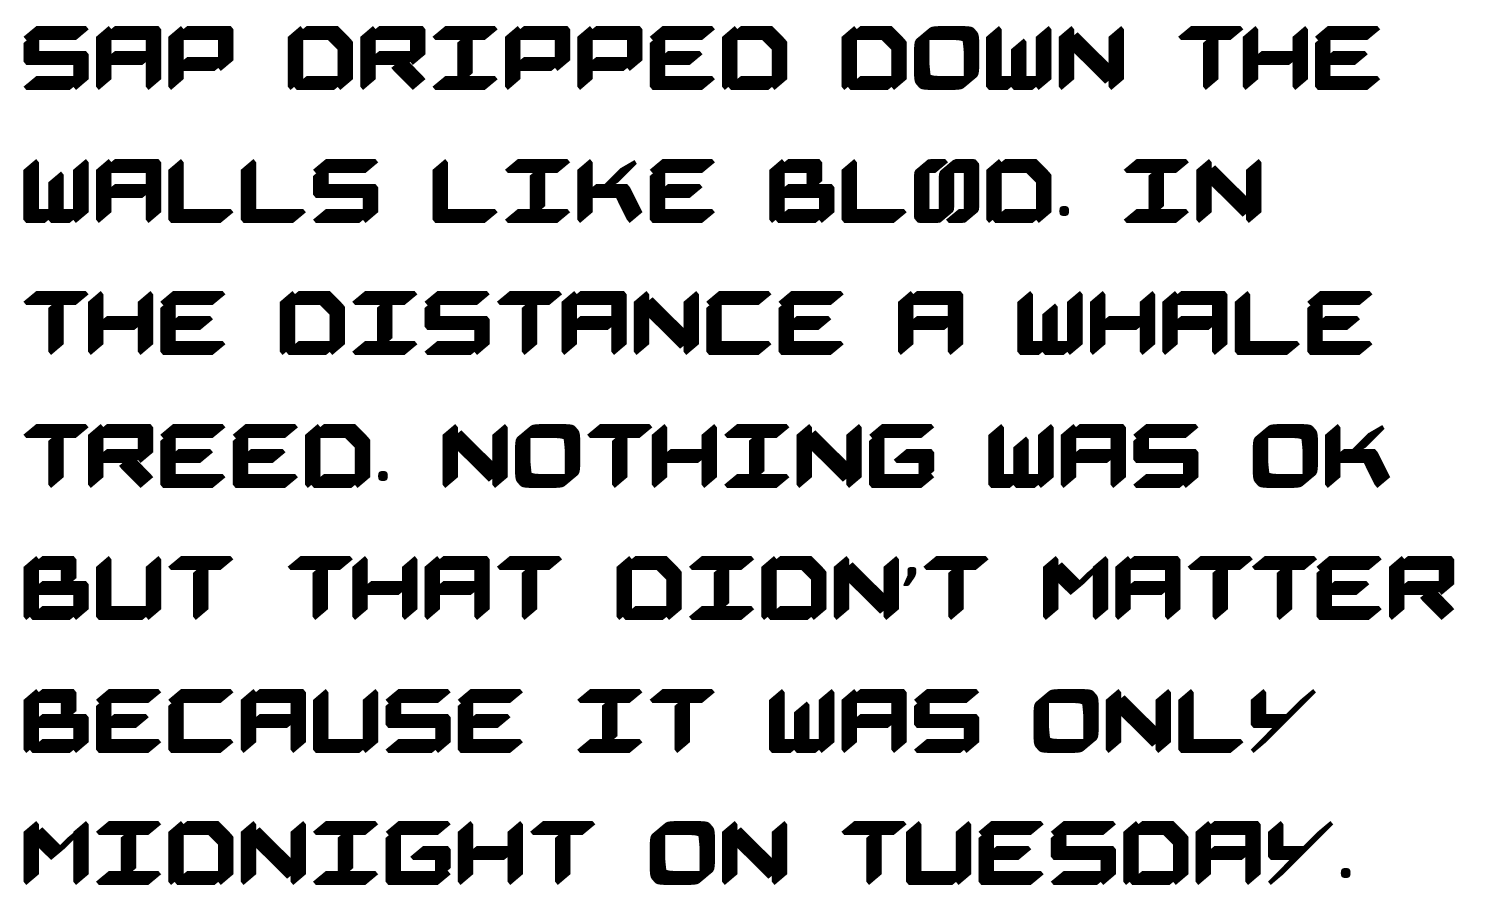 SAP DRIPPED DOWN THE
WALLS LIKE BLOOD. IN
THE DISTANCE A WHALE
TREED. NOTHING WAS OK
BUT THAT DIDN'T MATTER
BECAUSE IT WAS ONLY
MIDNIGHT ON TUESDAY.